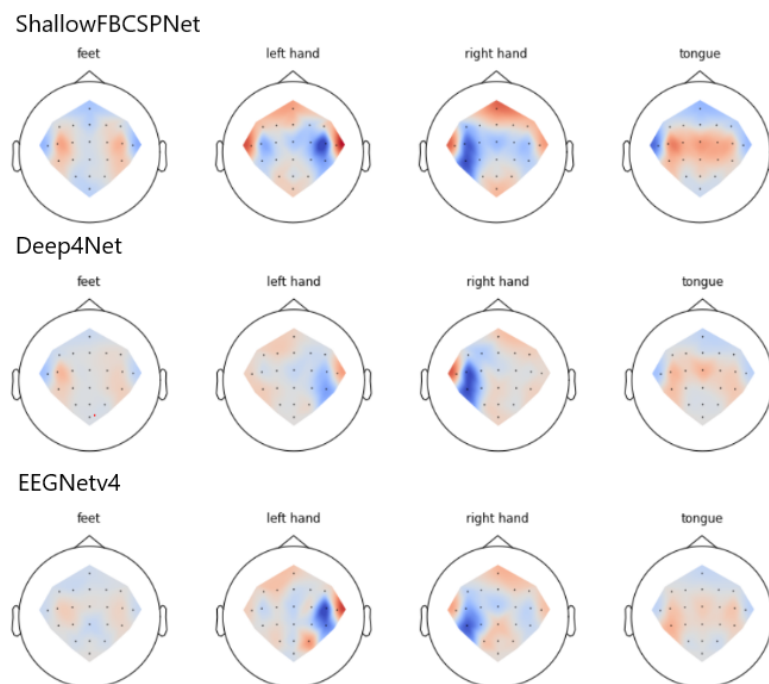 ShallowFBCSPNet
feet left hand right hand tongue
Deep4Net
feet left hand right hand tongue
EEGNetv4
feet left hand right hand tongue